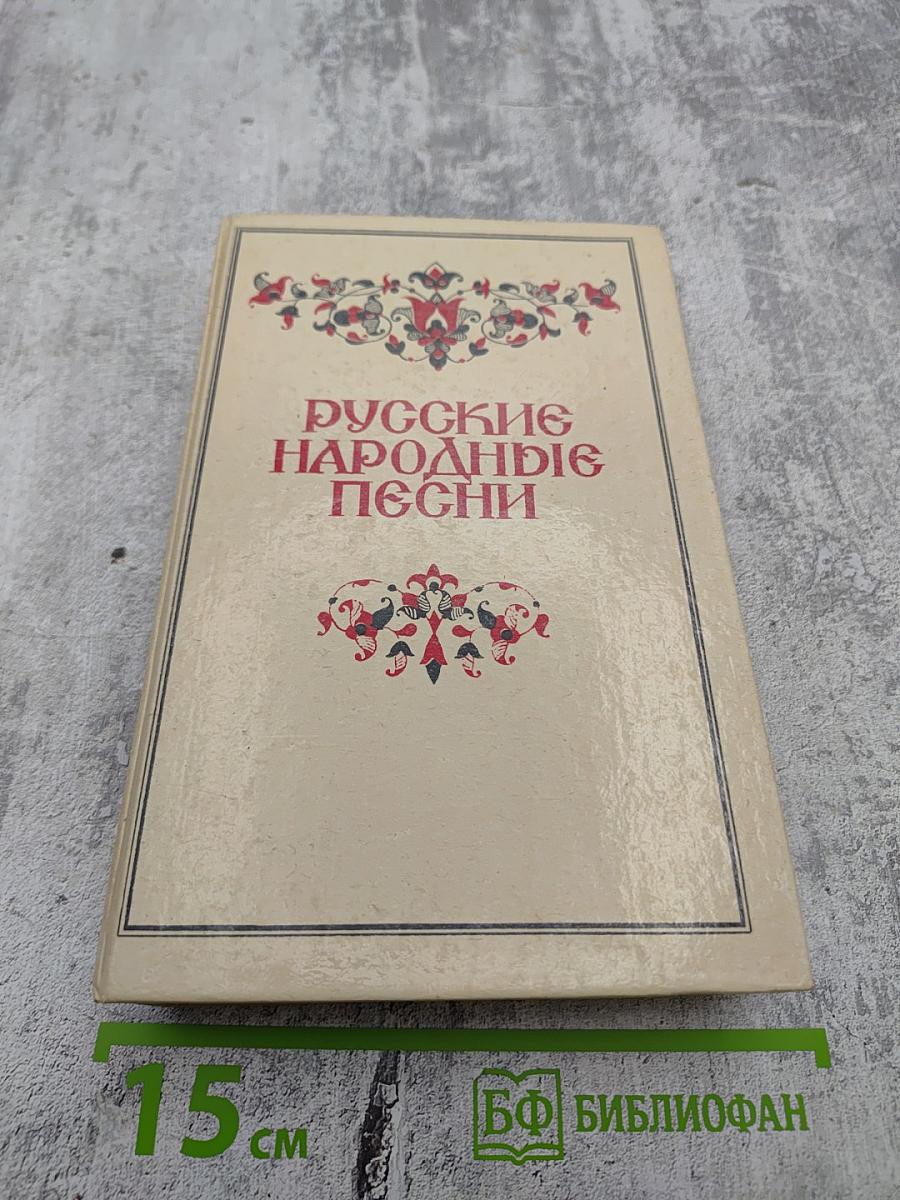 РУССКИЕ
НАРОДНЫЕ
ПЕСНИ
15 см
БФ БИБЛИОФАН